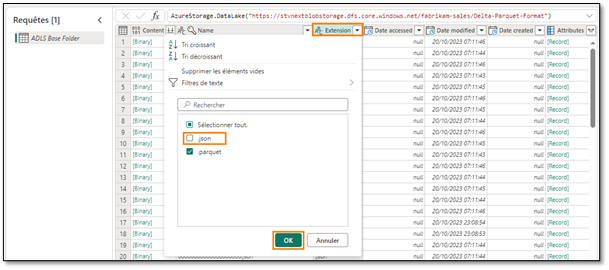 Requêtes [1]
ADLS Base Folder
AzureStorage.DataLake("https://stvnextblobstorage.dfs.core.windows.net/fabrikam-sales/Delta-Parquet-Format")
Content Name Extension Date accessed Date modified Date created Attributes
Tri croissant
Tri décroissant
Supprimer les éléments vides
Filtres de texte
Rechercher
Sélectionner tout.
.json
.parquet
OK Annuler
1 [Binary] null 20/10/2023 07:11:46 null [Record]
2 [Binary] null 20/10/2023 07:11:45 null [Record]
3 [Binary] null 20/10/2023 07:11:46 null [Record]
4 [Binary] null 20/10/2023 07:11:46 null [Record]
5 [Binary] null 20/10/2023 07:11:46 null [Record]
6 [Binary] null 20/10/2023 07:11:46 null [Record]
7 [Binary] null 20/10/2023 07:11:45 null [Record]
8 [Binary] null 20/10/2023 07:11:44 null [Record]
9 [Binary] null 20/10/2023 07:11:46 null [Record]
10 [Binary] null 20/10/2023 07:11:46 null [Record]
11 [Binary] null 20/10/2023 07:11:45 null [Record]
12 [Binary] null 20/10/2023 07:11:44 null [Record]
13 [Binary] null 20/10/2023 07:11:44 null [Record]
14 [Binary] null 20/10/2023 07:11:45 null [Record]
15 [Binary] null 20/10/2023 07:11:44 null [Record]
16 [Binary] null 20/10/2023 07:11:46 null [Record]
17 [Binary] null 20/10/2023 23:08:54 null [Record]
18 [Binary] null 20/10/2023 23:08:53 null [Record]
19 [Binary] null 20/10/2023 07:11:44 null [Record]
20 [Binary] .json null 20/10/2023 07:11:44 null [Record]